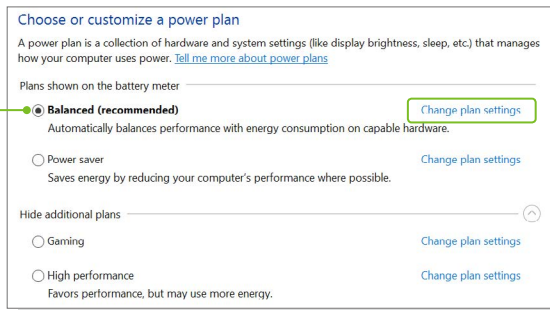 Choose or customize a power plan
A power plan is a collection of hardware and system settings (like display brightness, sleep, etc.) that manages
how your computer uses power. Tell me more about power plans
Plans shown on the battery meter
Balanced (recommended) Change plan settings
Automatically balances performance with energy consumption on capable hardware.
Power saver Change plan settings
Saves energy by reducing your computer's performance where possible.
Hide additional plans
Gaming Change plan settings
High performance Change plan settings
Favors performance, but may use more energy.